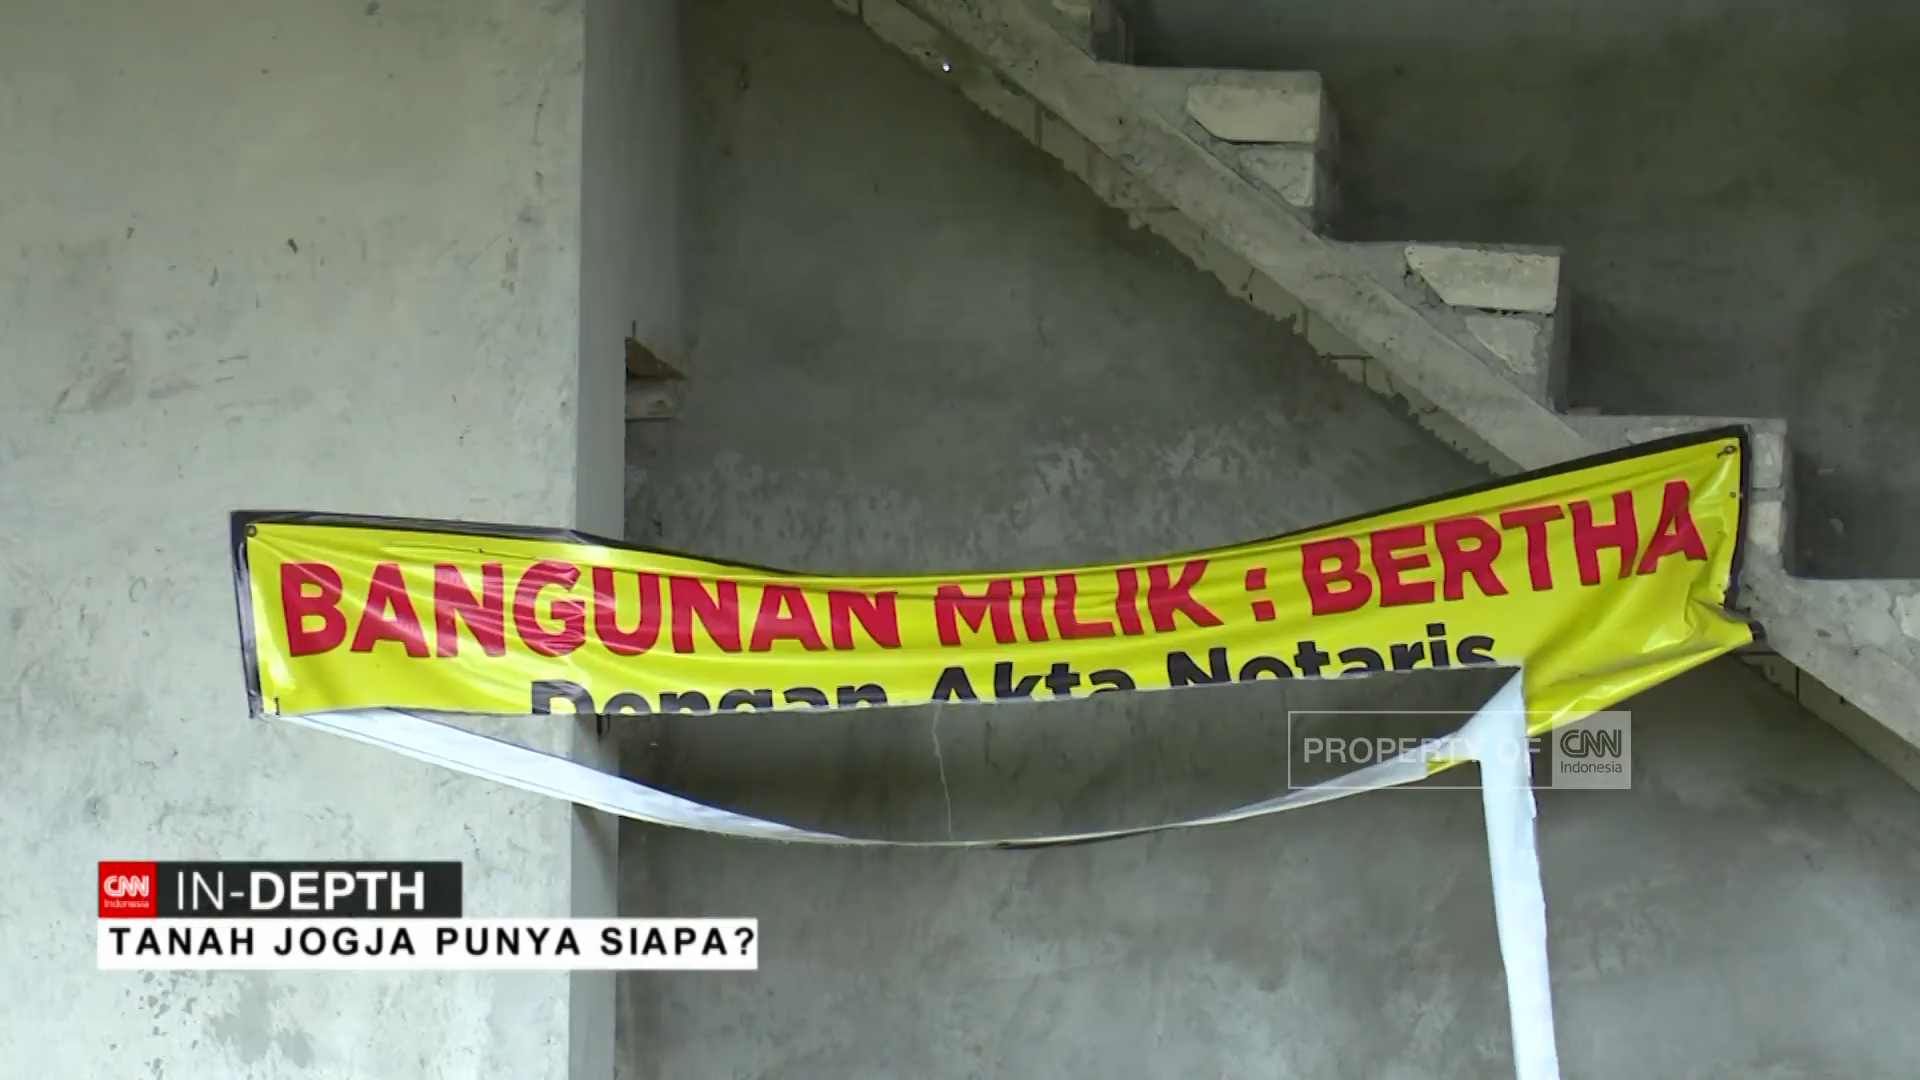 BANGUNAN MILIK : BERTHA
Dengan Akta Notaris
PROPERTY OF CNN Indonesia
CNN Indonesia IN-DEPTH
TANAH JOGJA PUNYA SIAPA?